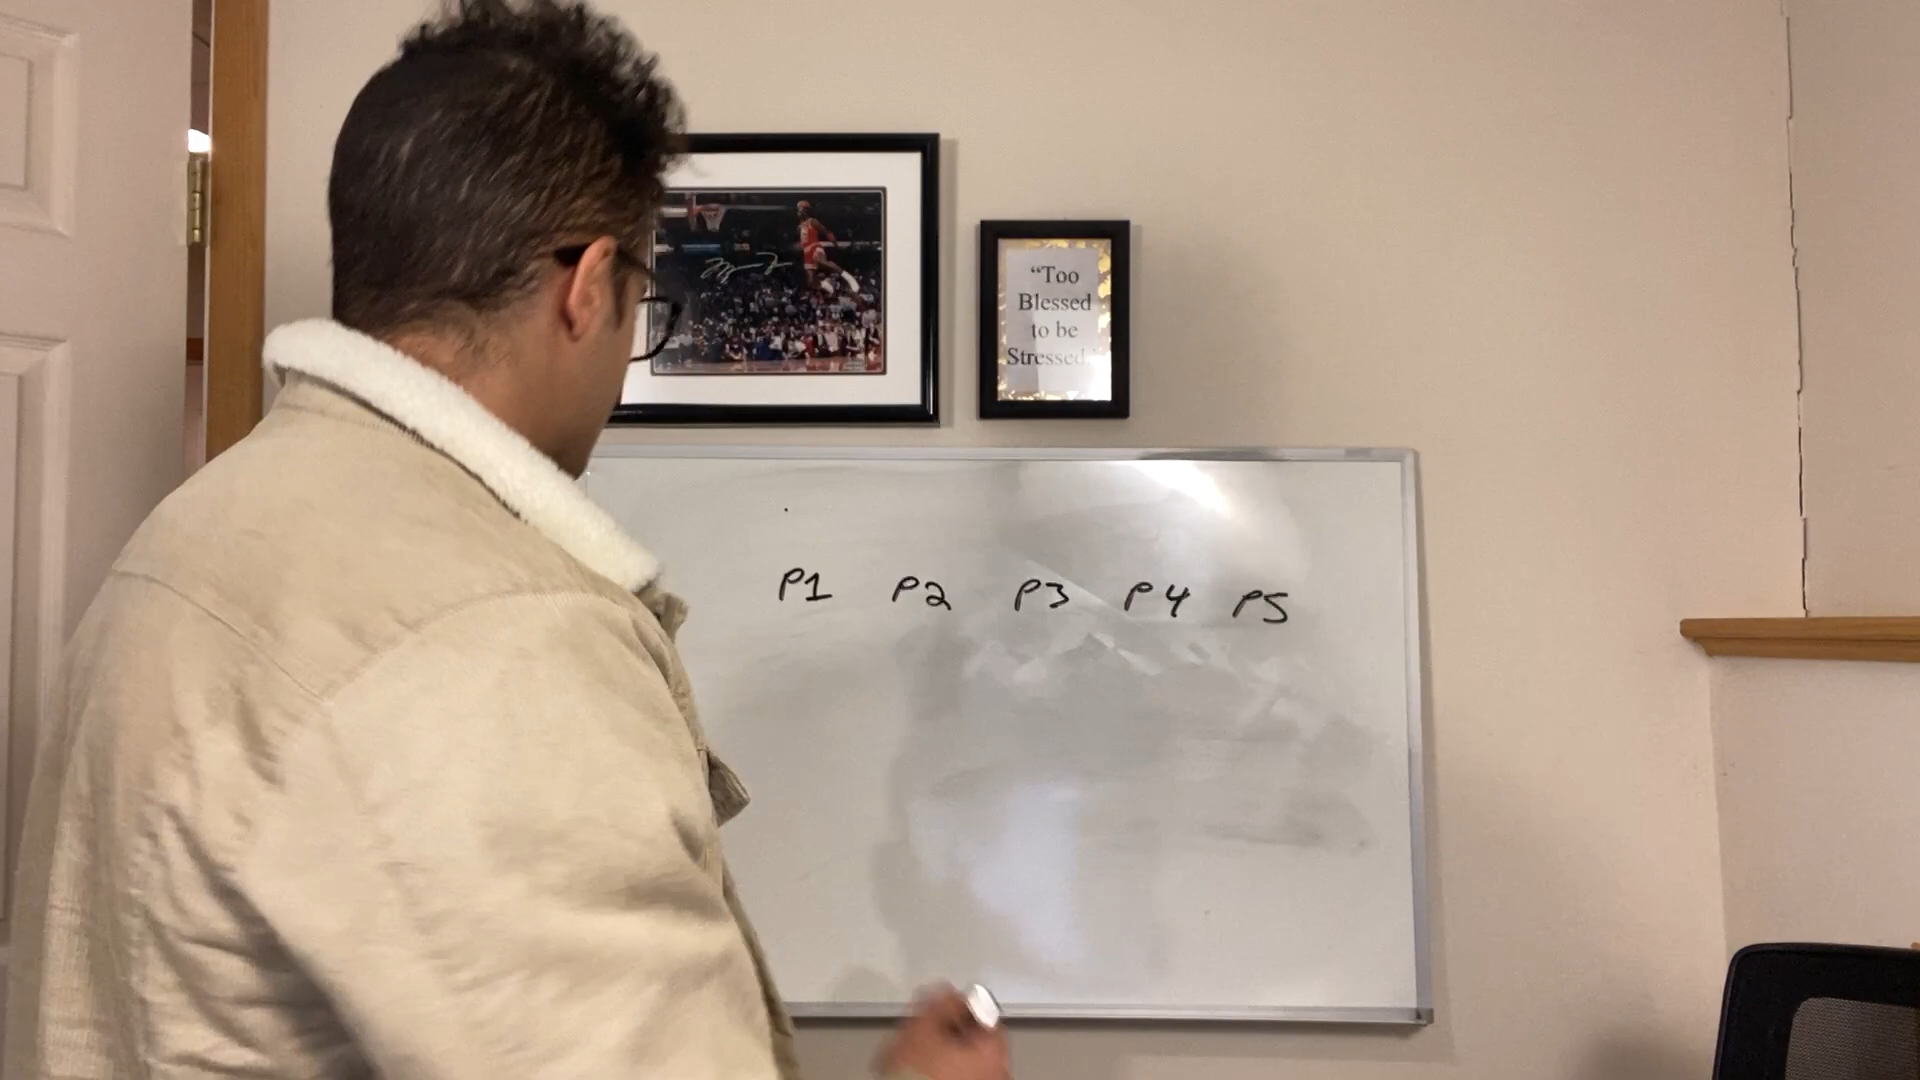 “Too
Blessed
to be
Stressed.”
P1 P2 P3 P4 P5